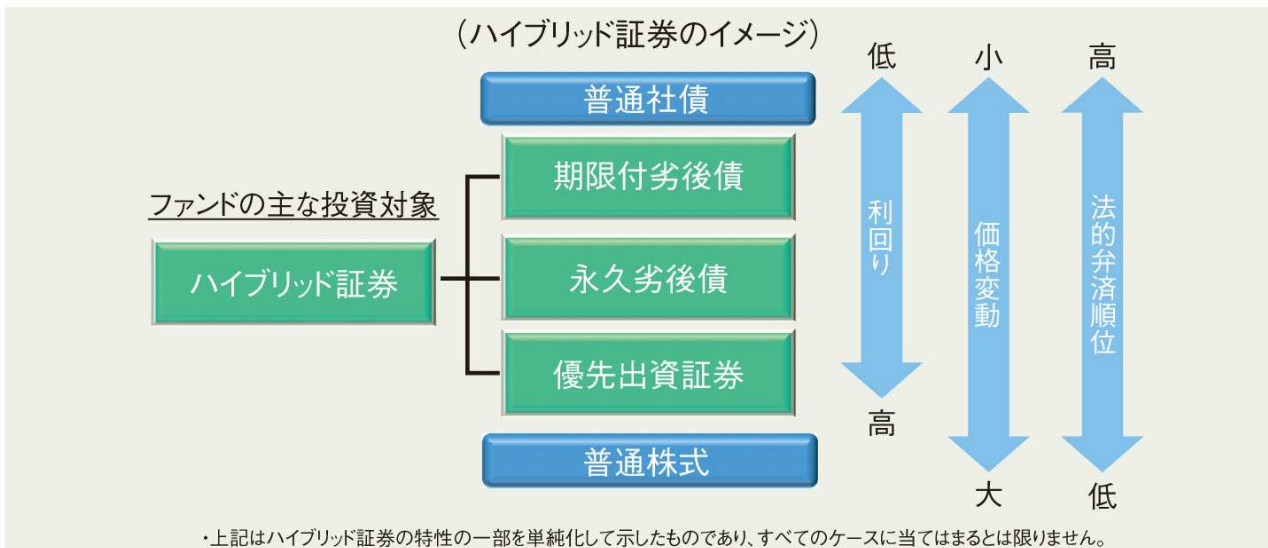 （ハイブリッド証券のイメージ）
低
小
高
普通社債
期限付劣後債
ファンドの主な投資対象
ハイブリッド証券
永久劣後債
優先出資証券
普通株式
利回り
価格変動
法的弁済順位
高
大
低
・上記はハイブリッド証券の特性の一部を単純化して示したものであり、すべてのケースに当てはまるとは限りません。